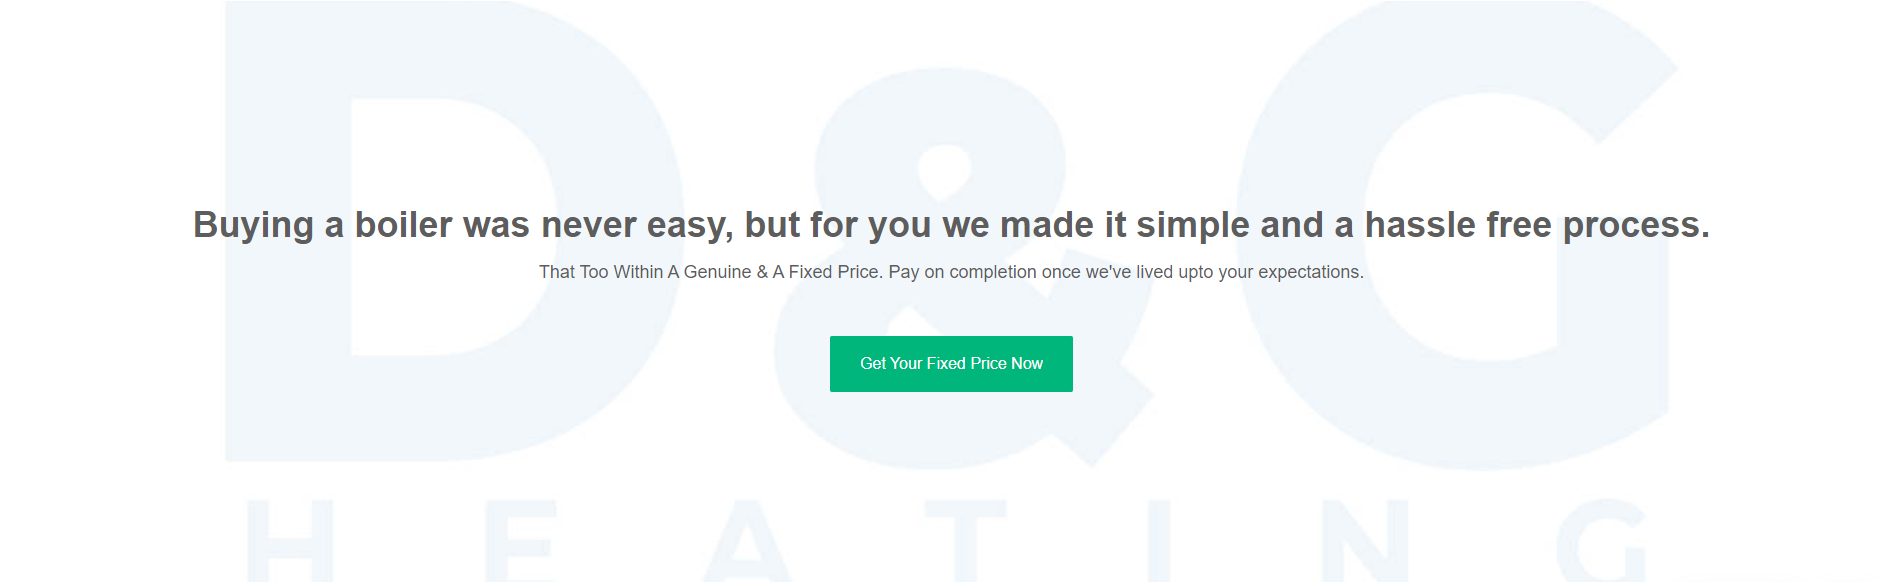 D&G
HEATING
Buying a boiler was never easy, but for you we made it simple and a hassle free process.
That Too Within A Genuine & A Fixed Price. Pay on completion once we've lived upto your expectations.
Get Your Fixed Price Now